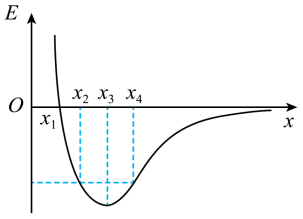 E
x₂ x₃ x₄
O
x₁ x